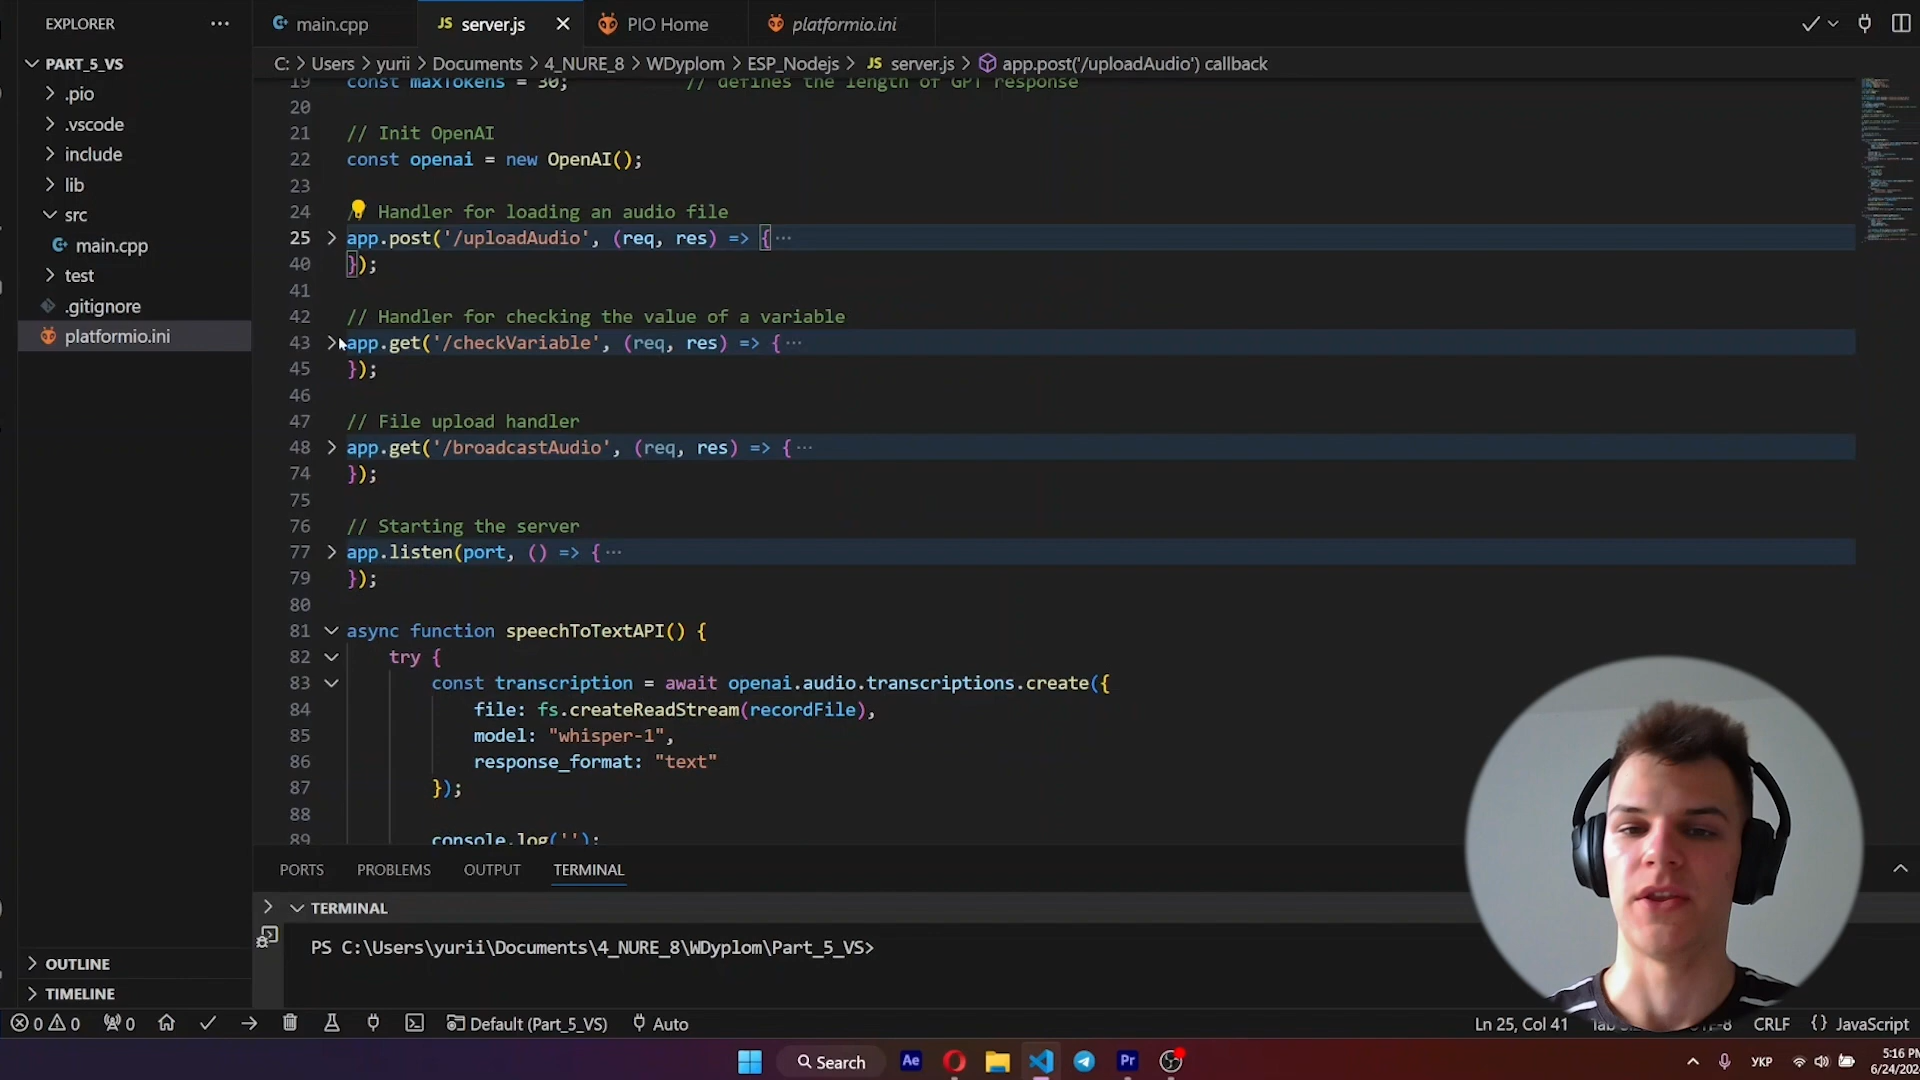 EXPLORER
PART_5_VS
.pio
.vscode
include
lib
src
main.cpp
test
.gitignore
platformio.ini
OUTLINE
TIMELINE
main.cpp
JS server.js
PIO Home
platformio.ini
C: > Users > yurii > Documents > 4_NURE_8 > WDyplom > ESP_Nodejs > JS server.js > app.post('/uploadAudio') callback
19 const maxTokens = 30; // defines the length of GPT response
20
21 // Init OpenAI
22 const openai = new OpenAI();
23
24 // Handler for loading an audio file
25 app.post('/uploadAudio', (req, res) => { ···
40 });
41
42 // Handler for checking the value of a variable
43 app.get('/checkVariable', (req, res) => { ···
45 });
46
47 // File upload handler
48 app.get('/broadcastAudio', (req, res) => { ···
74 });
75
76 // Starting the server
77 app.listen(port, () => { ···
79 });
80
81 async function speechToTextAPI() {
82 try {
83 const transcription = await openai.audio.transcriptions.create({
84 file: fs.createReadStream(recordFile),
85 model: "whisper-1",
86 response_format: "text"
87 });
88
89 console.log('');
PORTS PROBLEMS OUTPUT TERMINAL
TERMINAL
PS C:\Users\yurii\Documents\4_NURE_8\WDyplom\Part_5_VS>
0 0 0 Default (Part_5_VS) Auto
Ln 25, Col 41 CRLF {} JavaScript
Search Ae Pr УКР 5:16 PM